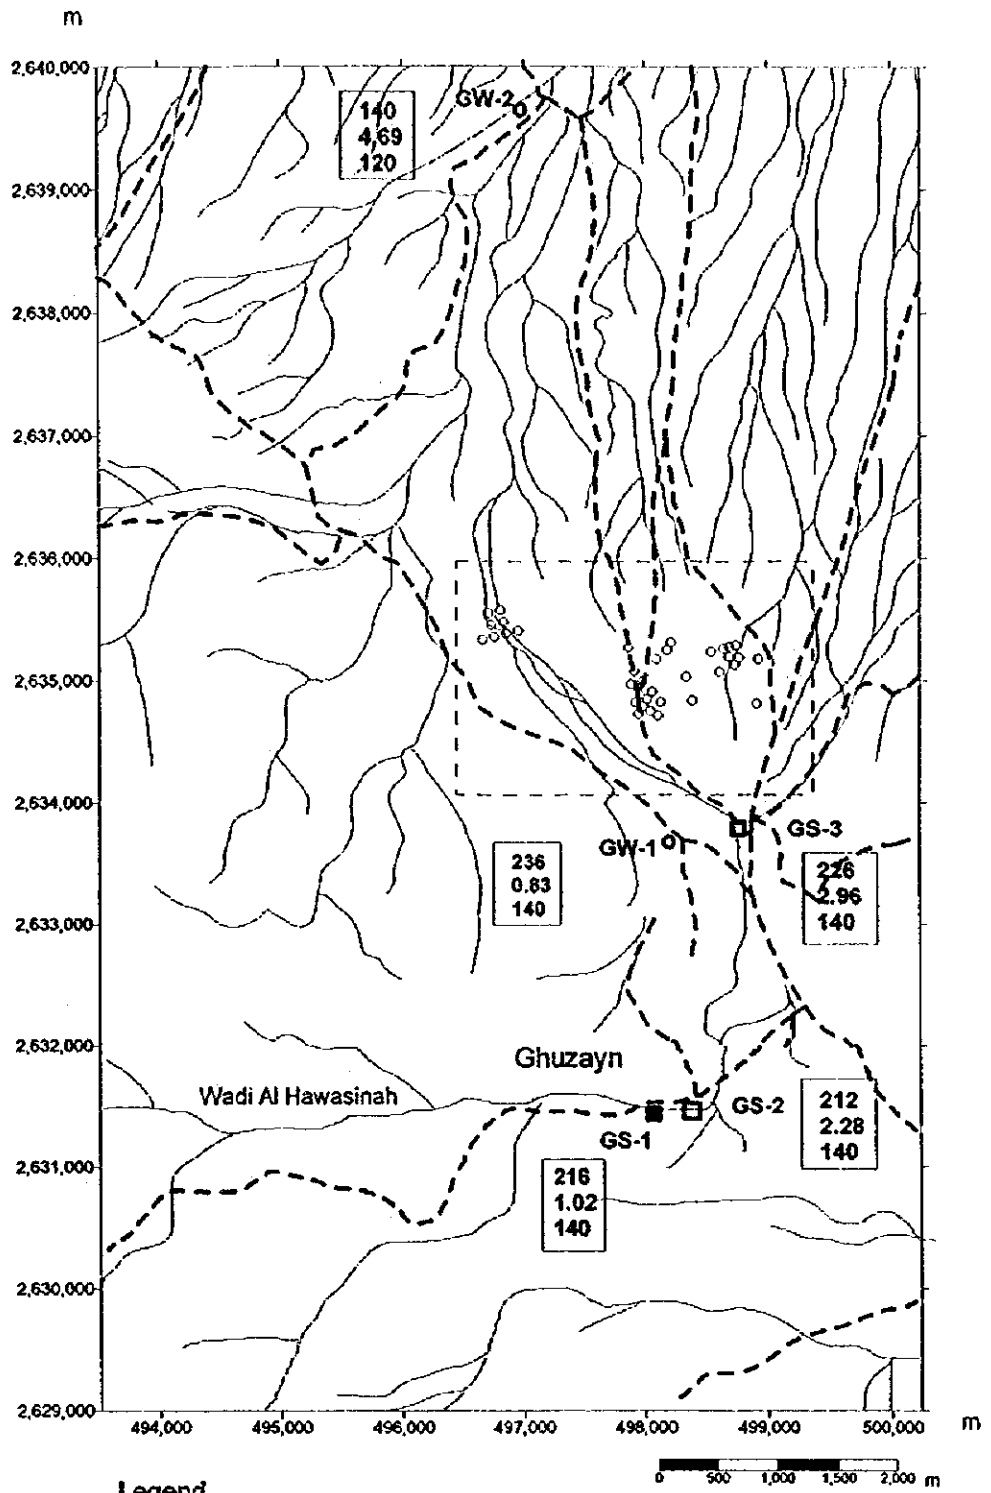 m
2,640,000
GW-2
140
4,69
120
2,639,000
2,638,000
2,637,000
2,636,000
2,635,000
2,634,000
GS-3
GW-1
236
0.83
140
226
2.96
140
2,633,000
2,632,000
Ghuzayn
Wadi Al Hawasinah
GS-2
GS-1
212
2.28
140
2,631,000
216
1.02
140
2,630,000
2,629,000
494,000 495,000 496,000 497,000 498,000 499,000 500,000 m
0 500 1,000 1,500 2,000 m
Legend